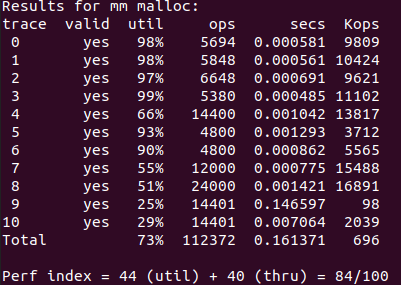 Results for mm malloc:
trace valid util ops secs Kops
0 yes 98% 5694 0.000581 9809
1 yes 98% 5848 0.000561 10424
2 yes 97% 6648 0.000691 9621
3 yes 99% 5380 0.000485 11102
4 yes 66% 14400 0.001042 13817
5 yes 93% 4800 0.001293 3712
6 yes 90% 4800 0.000862 5565
7 yes 55% 12000 0.000775 15488
8 yes 51% 24000 0.001421 16891
9 yes 25% 14401 0.146597 98
10 yes 29% 14401 0.007064 2039
Total 73% 112372 0.161371 696
Perf index = 44 (util) + 40 (thru) = 84/100